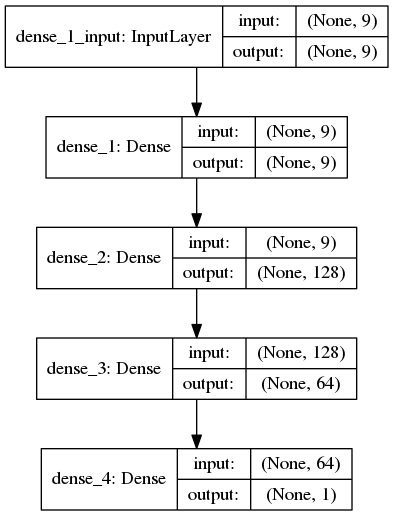 dense_1_input: InputLayer
input: (None, 9)
output: (None, 9)
dense_1: Dense
input: (None, 9)
output: (None, 9)
dense_2: Dense
input: (None, 9)
output: (None, 128)
dense_3: Dense
input: (None, 128)
output: (None, 64)
dense_4: Dense
input: (None, 64)
output: (None, 1)